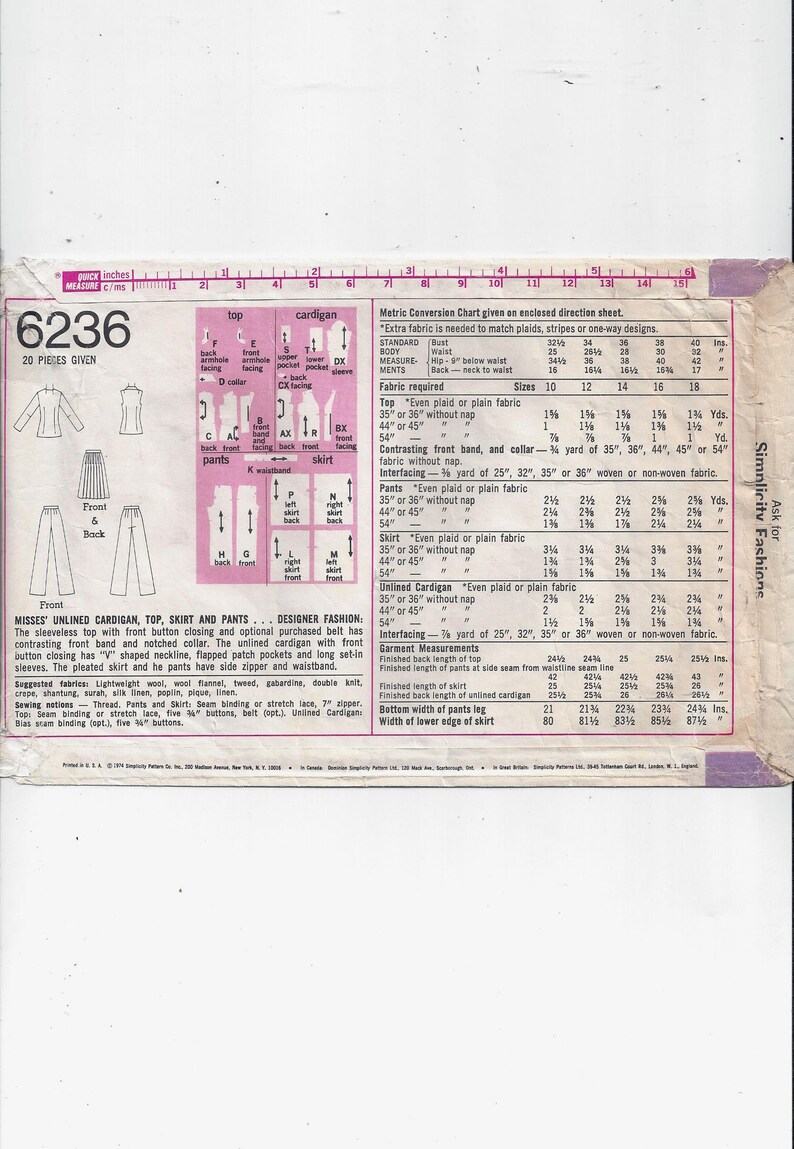 ® QUICK MEASURE inches 1 2 3 4 5 6
c/ms 1 2 3 4 5 6 7 8 9 10 11 12 13 14 15
6236
20 PIECES GIVEN
top
F back armhole facing
E front armhole facing
D collar
C back
A front
B front band and facing
cardigan
S upper pocket
T lower pocket
DX sleeve
CX back facing
AX back
R front
BX front facing
pants
K waistband
skirt
H back
G front
P left skirt back
N right skirt back
L right skirt front
M left skirt front
Front & Back
Front
MISSES' UNLINED CARDIGAN, TOP, SKIRT AND PANTS . . . DESIGNER FASHION:
The sleeveless top with front button closing and optional purchased belt has
contrasting front band and notched collar. The unlined cardigan with front
button closing has "V" shaped neckline, flapped patch pockets and long set-in
sleeves. The pleated skirt and he pants have side zipper and waistband.
Suggested fabrics: Lightweight wool, wool flannel, tweed, gabardine, double knit,
crepe, shantung, surah, silk linen, poplin, pique, linen.
Sewing notions — Thread. Pants and Skirt: Seam binding or stretch lace, 7" zipper.
Top: Seam binding or stretch lace, five ¾" buttons, belt (opt.). Unlined Cardigan:
Bias seam binding (opt.), five ¾" buttons.
Metric Conversion Chart given on enclosed direction sheet.
*Extra fabric is needed to match plaids, stripes or one-way designs.
STANDARD Bust 32½ 34 36 38 40 Ins.
BODY Waist 25 26½ 28 30 32 "
MEASURE- Hip - 9" below waist 34½ 36 38 40 42 "
MENTS Back — neck to waist 16 16¼ 16½ 16¾ 17 "
Fabric required Sizes 10 12 14 16 18
Top *Even plaid or plain fabric
35" or 36" without nap 1⅝ 1⅝ 1⅝ 1⅝ 1¾ Yds.
44" or 45" " " 1 1⅛ 1⅛ 1⅜ 1½ "
54" — " " ⅞ ⅞ ⅞ 1 1 Yd.
Contrasting front band, and collar — ¾ yard of 35", 36", 44", 45" or 54"
fabric without nap.
Interfacing — ⅜ yard of 25", 32", 35" or 36" woven or non-woven fabric.
Pants *Even plaid or plain fabric
35" or 36" without nap 2½ 2½ 2½ 2⅝ 2⅝ Yds.
44" or 45" " " 2¼ 2⅜ 2⅝ 2⅝ 2⅝ "
54" — " " 1⅜ 1⅜ 1⅞ 2¼ 2¼ "
Skirt *Even plaid or plain fabric
35" or 36" without nap 3¼ 3¼ 3¼ 3⅜ 3⅜ "
44" or 45" " " 1¾ 1¾ 2⅝ 3 3¼ "
54" — " " 1⅝ 1⅝ 1⅝ 1¾ 1¾ "
Unlined Cardigan *Even plaid or plain fabric
35" or 36" without nap 2⅜ 2½ 2⅝ 2¾ 2¾ "
44" or 45" " " 2 2 2⅛ 2⅛ 2¼ "
54" — " " 1½ 1⅝ 1⅝ 1⅝ 1¾ "
Interfacing — ⅞ yard of 25", 32", 35" or 36" woven or non-woven fabric.
Garment Measurements
Finished back length of top 24½ 24¾ 25 25¼ 25½ Ins.
Finished length of pants at side seam from waistline seam line
42 42¼ 42½ 42¾ 43 "
Finished length of skirt 25 25¼ 25½ 25¾ 26 "
Finished back length of unlined cardigan 25½ 25¾ 26 26¼ 26½ "
Bottom width of pants leg 21 21¾ 22¾ 23¾ 24¾ Ins.
Width of lower edge of skirt 80 81½ 83½ 85½ 87½ "
Ask for
Simplicity Fashions
Printed in U. S. A. © 1974 Simplicity Pattern Co. Inc., 200 Madison Avenue, New York, N. Y. 10016 • In Canada: Dominion Simplicity Pattern Ltd., 120 Mack Ave., Scarborough, Ont. • In Great Britain: Simplicity Patterns Ltd., 39-45 Tottenham Court Rd., London, W. 1., England.